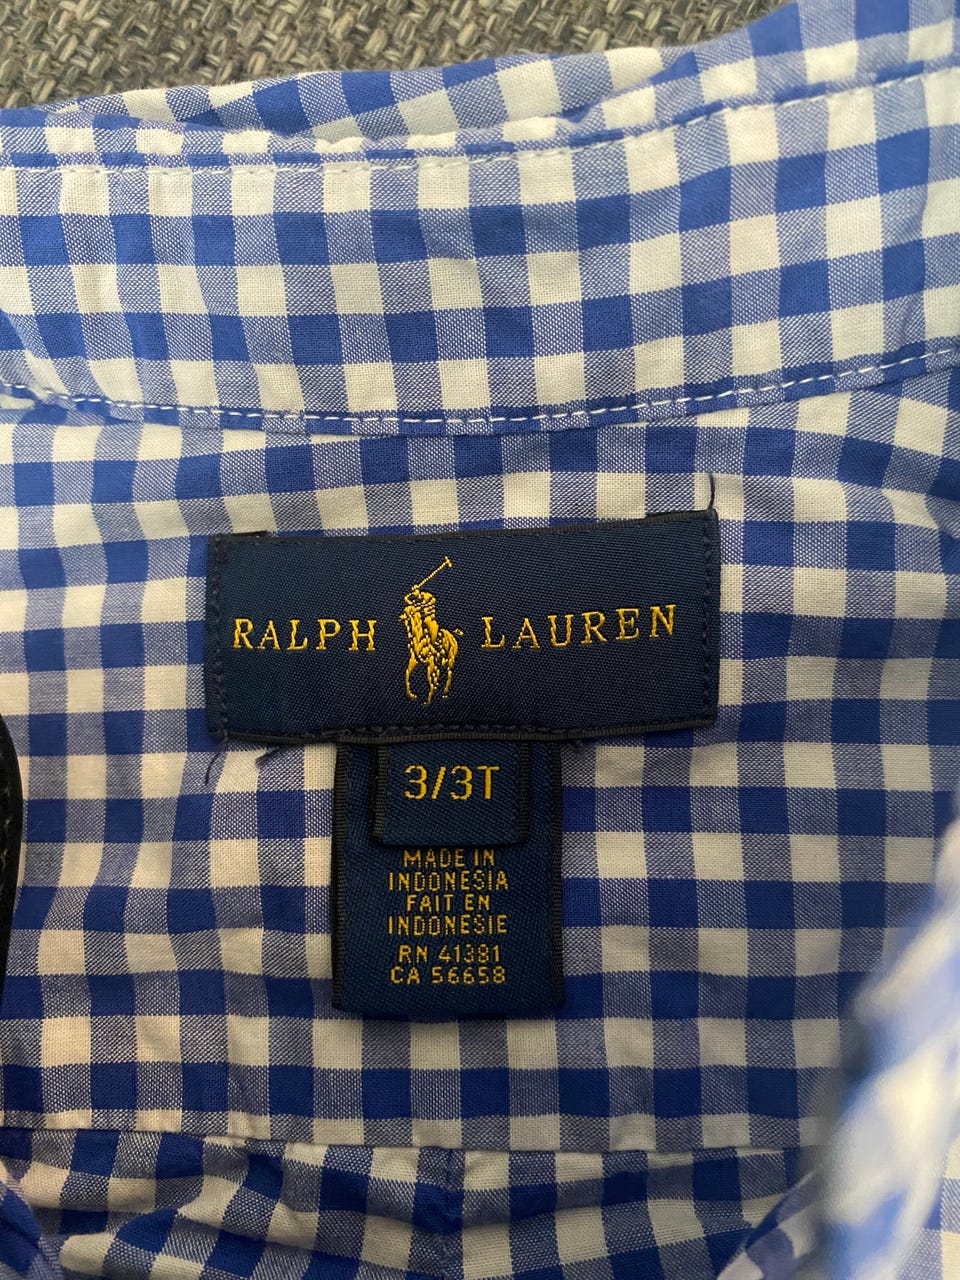 RALPH LAUREN
3/3T
MADE IN
INDONESIA
FAIT EN
INDONESIE
RN 41381
CA 56658